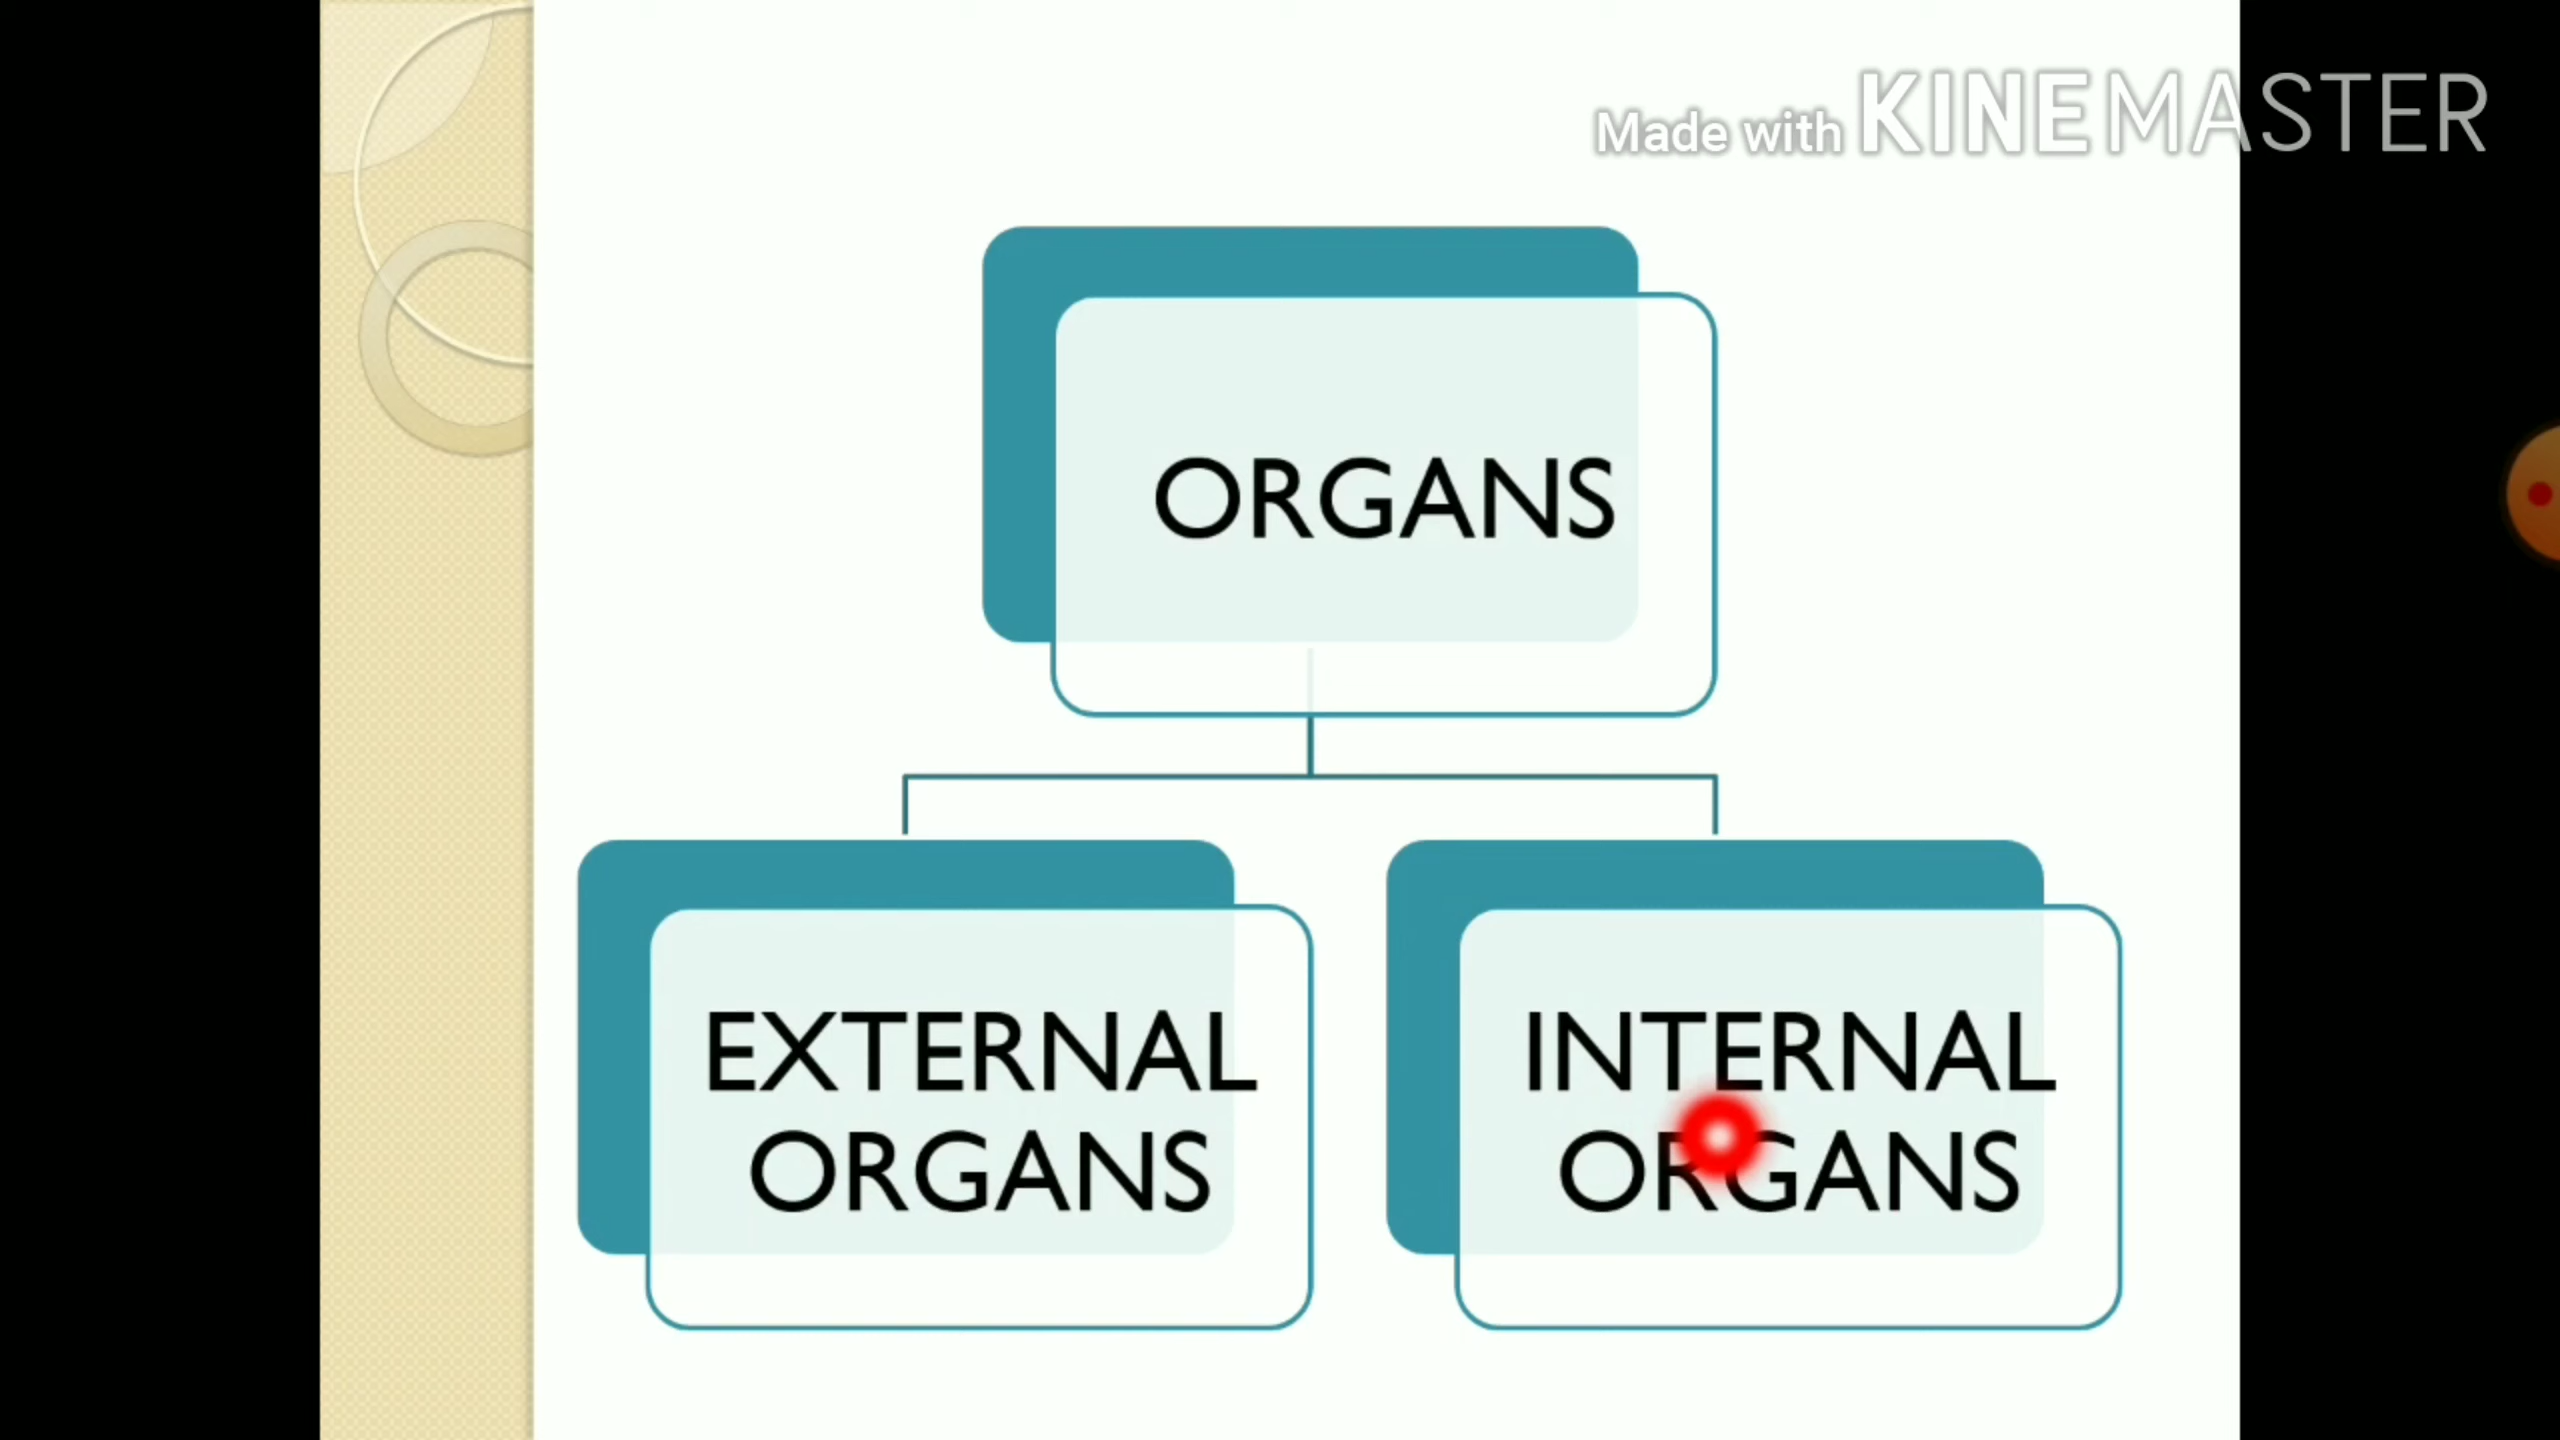 Made with KINEMASTER
ORGANS
EXTERNAL
ORGANS
INTERNAL
ORGANS